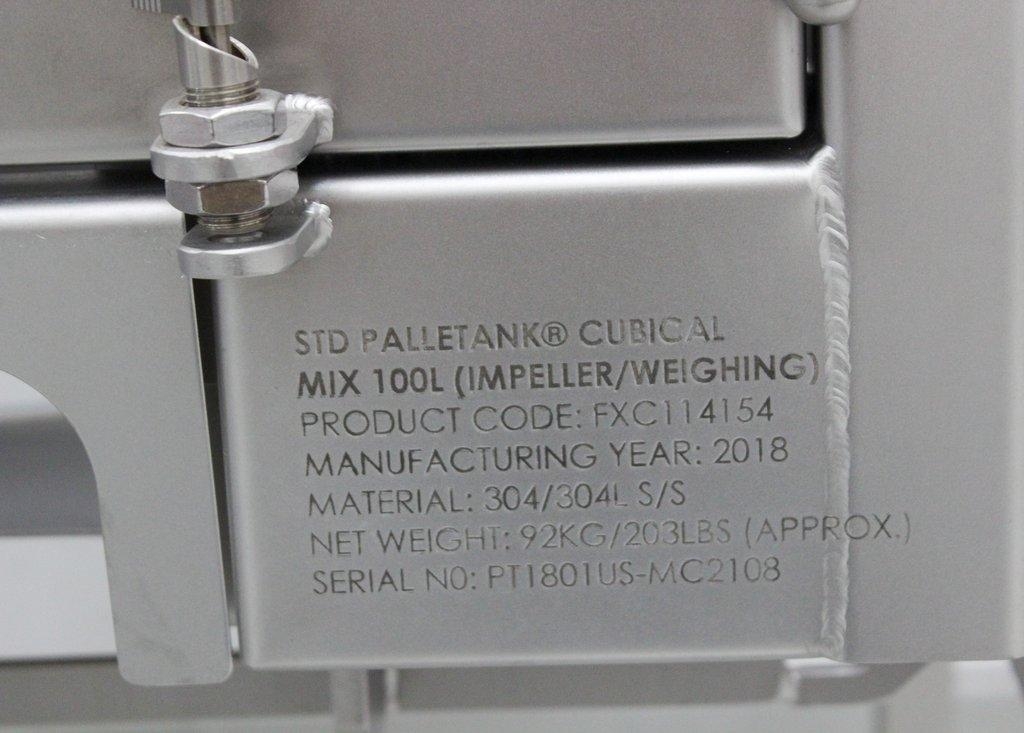 STD PALLETANK® CUBICAL
MIX 100L (IMPELLER/WEIGHING)
PRODUCT CODE: FXC114154
MANUFACTURING YEAR: 2018
MATERIAL: 304/304L S/S
NET WEIGHT: 92KG/203LBS (APPROX.)
SERIAL N0: PT1801US-MC2108